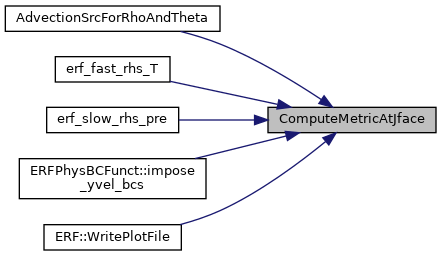 AdvectionSrcForRhoAndTheta
erf_fast_rhs_T
erf_slow_rhs_pre
ComputeMetricAtJface
ERFPhysBCFunct::impose
_yvel_bcs
ERF::WritePlotFile